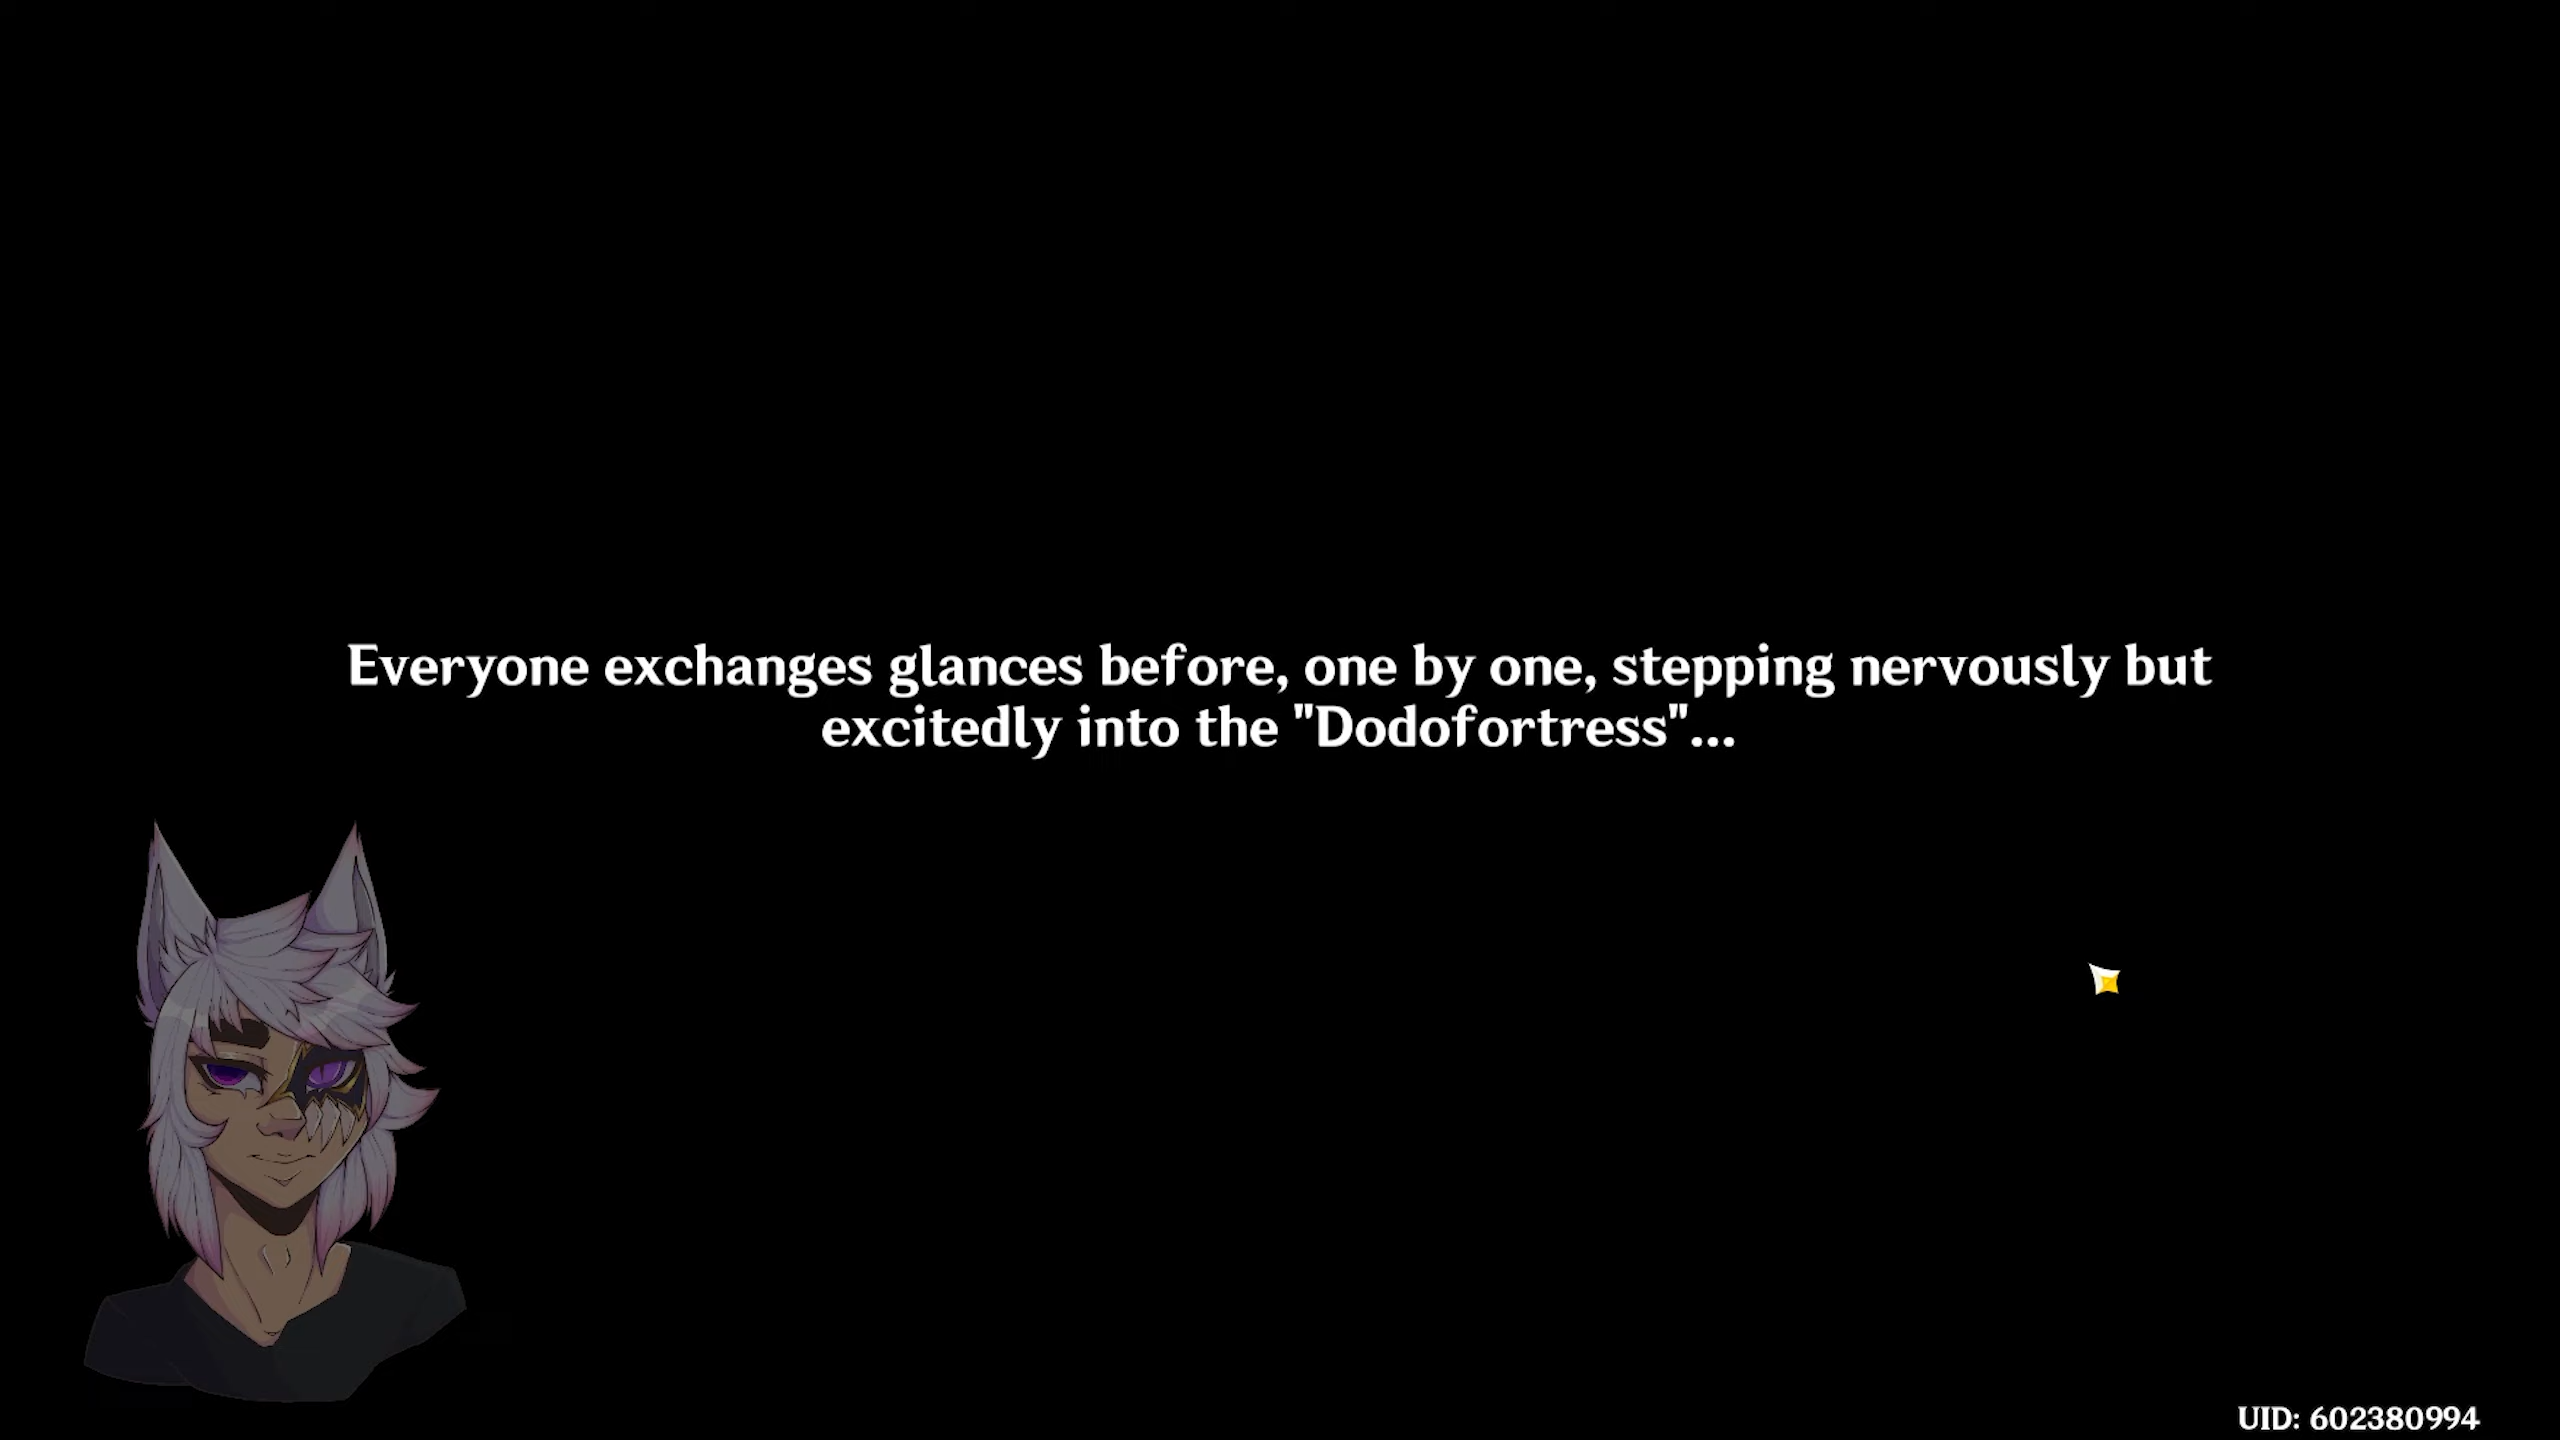 Everyone exchanges glances before, one by one, stepping nervously but
excitedly into the "Dodofortress"...
UID: 602380994